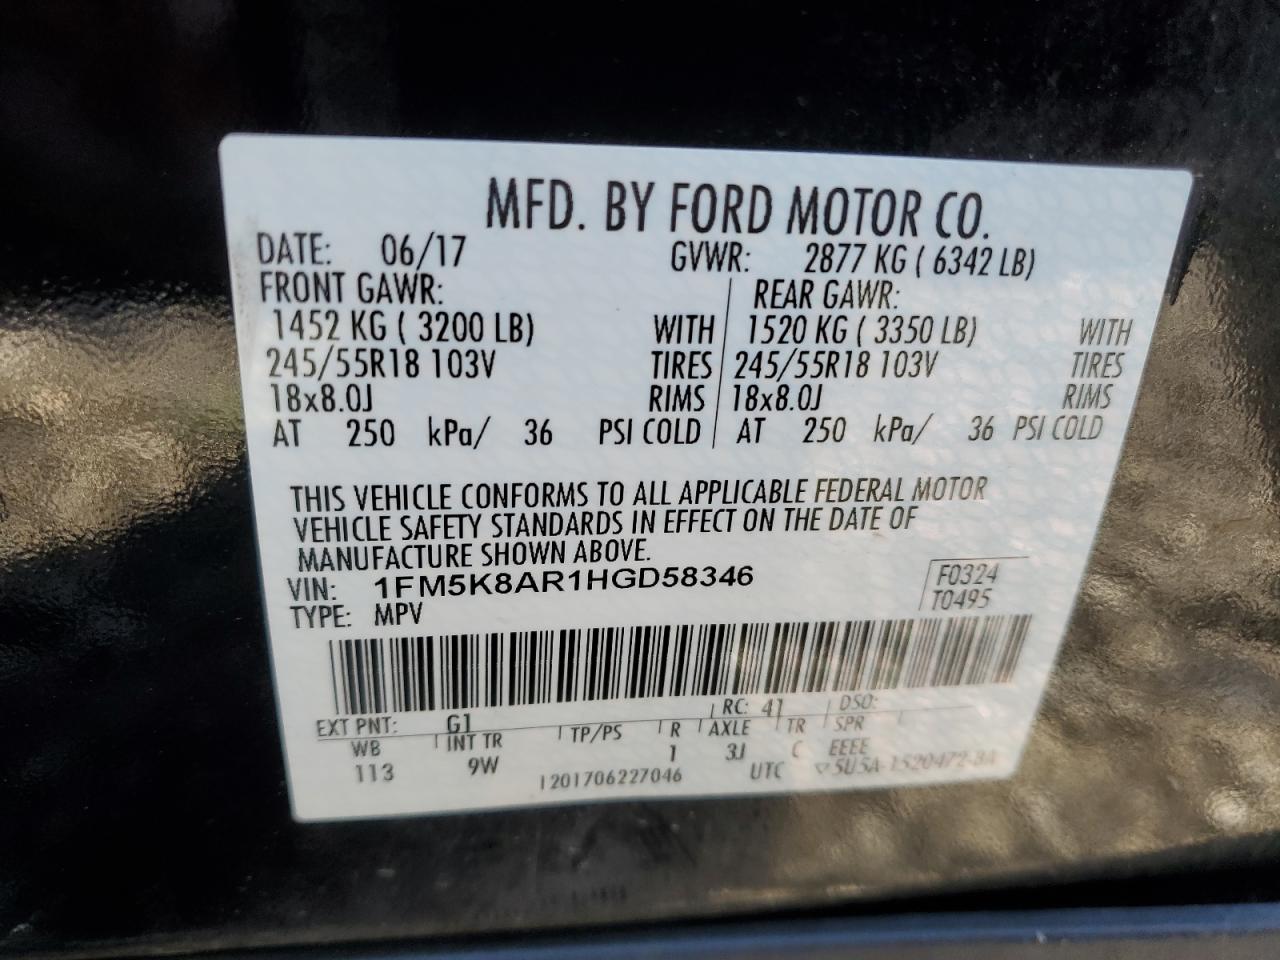 MFD. BY FORD MOTOR CO.
DATE: 06/17 GVWR: 2877 KG ( 6342 LB)
FRONT GAWR: REAR GAWR:
1452 KG ( 3200 LB) WITH 1520 KG ( 3350 LB) WITH
245/55R18 103V TIRES 245/55R18 103V TIRES
18x8.0J RIMS 18x8.0J RIMS
AT 250 kPa/ 36 PSI COLD AT 250 kPa/ 36 PSI COLD
THIS VEHICLE CONFORMS TO ALL APPLICABLE FEDERAL MOTOR
VEHICLE SAFETY STANDARDS IN EFFECT ON THE DATE OF
MANUFACTURE SHOWN ABOVE.
VIN: 1FM5K8AR1HGD58346 F0324
TYPE: MPV T0495
EXT PNT: G1 RC: 41 DSO:
WB INT TR TP/PS R AXLE TR SPR
113 9W 1 3J C EEEE
1201706227046 UTC ▽5U5A-1520472-BA